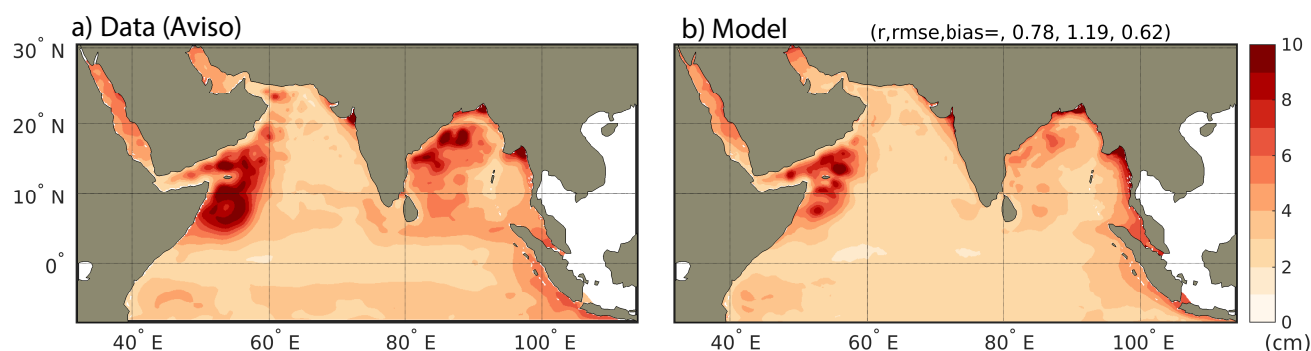 a) Data (Aviso)
b) Model
(r,rmse,bias=, 0.78, 1.19, 0.62)
30° N
20° N
10° N
0°
40° E 60° E 80° E 100° E
40° E 60° E 80° E 100° E
10
8
6
4
2
0
(cm)